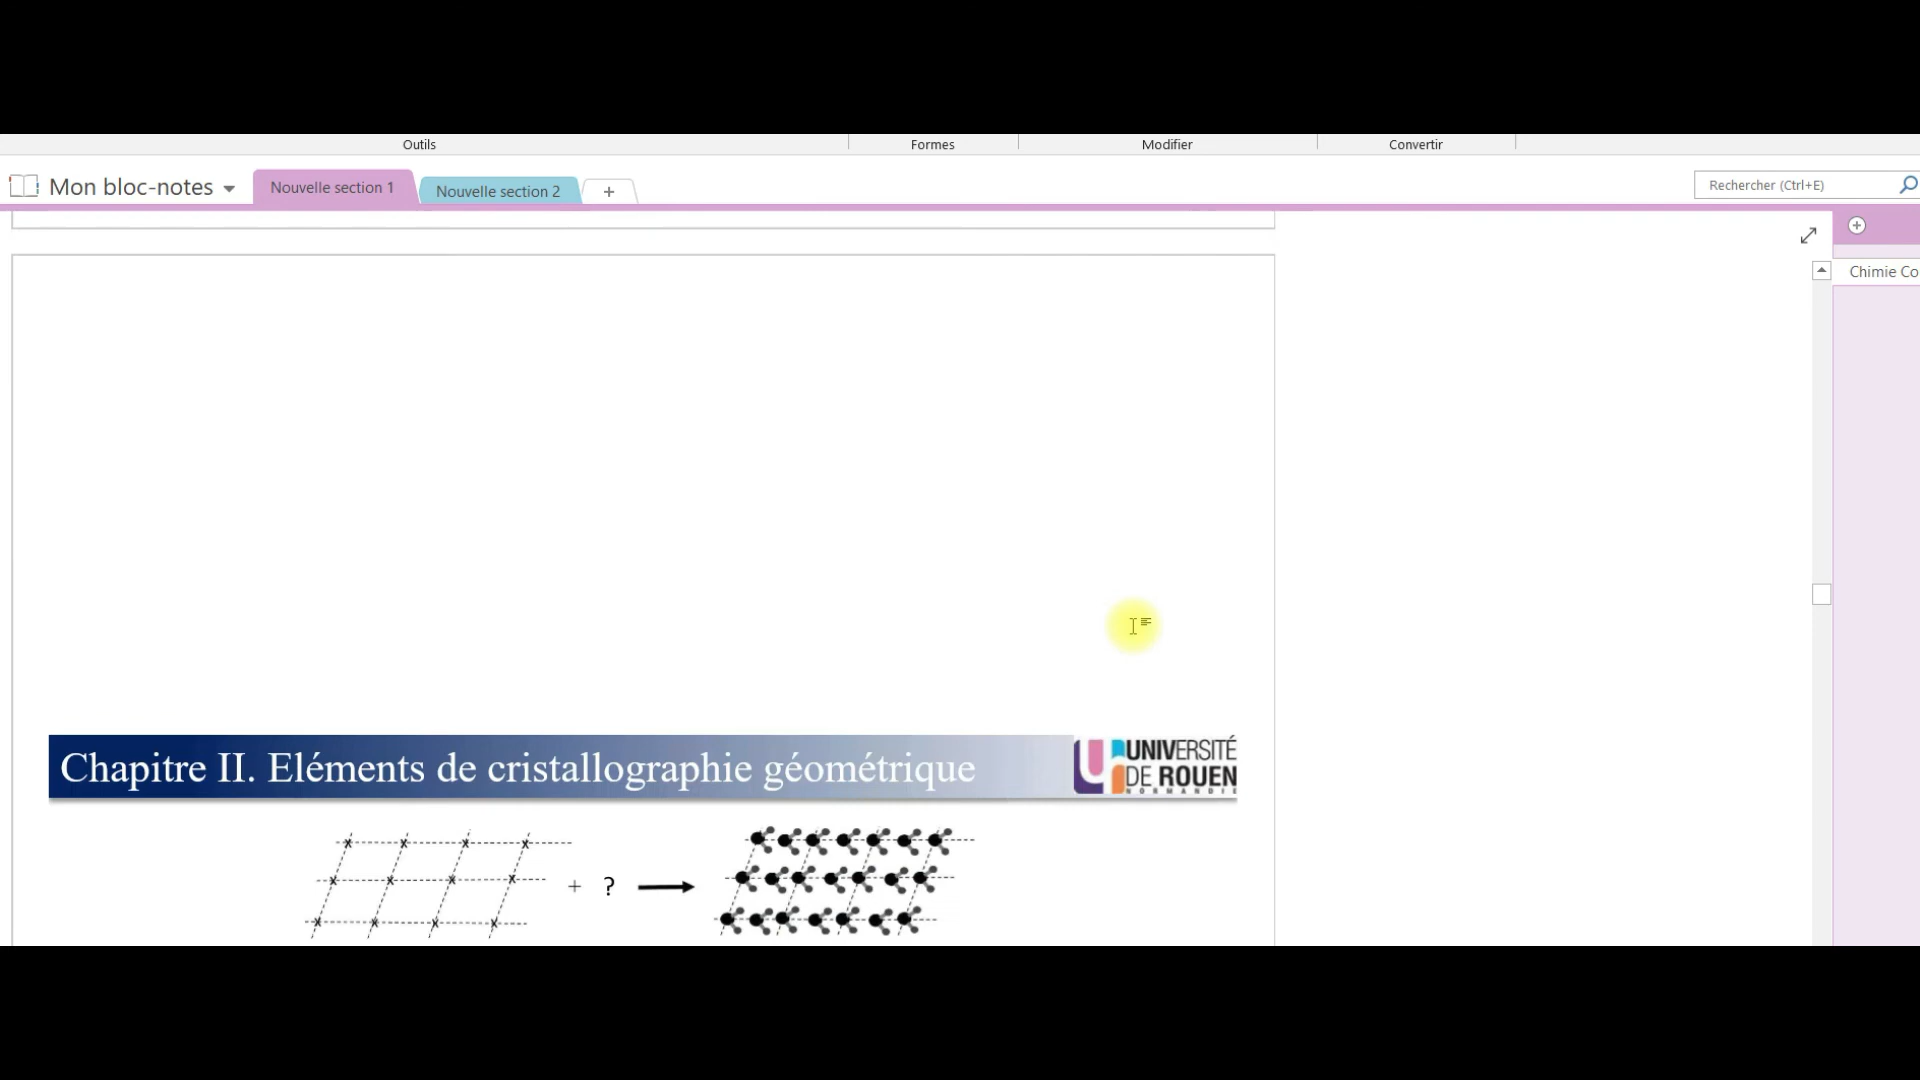 Outils
Formes
Modifier
Convertir
Mon bloc-notes
Nouvelle section 1
Nouvelle section 2
+
Rechercher (Ctrl+E)
Chimie Co
Chapitre II. Eléments de cristallographie géométrique
UNIVERSITÉ
DE ROUEN
NORMANDIE
+ ?